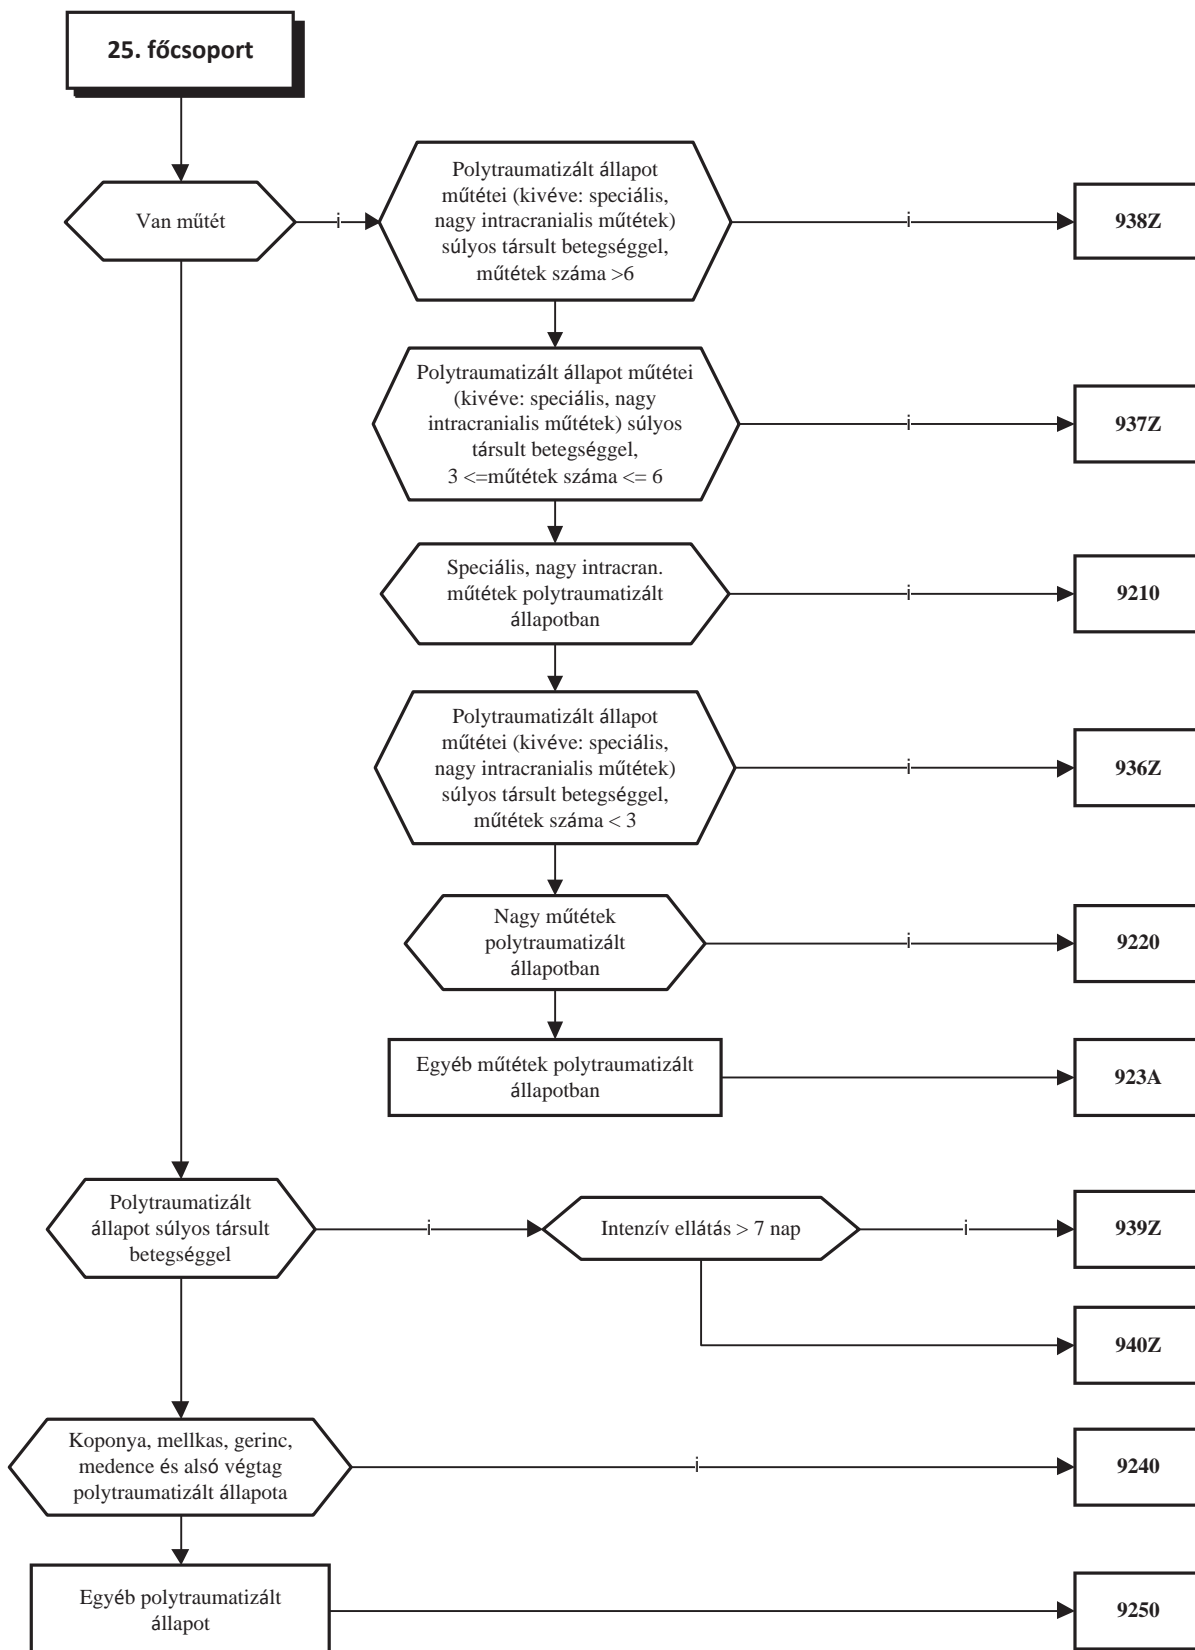 25. főcsoport
Van műtét
i
Polytraumatizált állapot
műtétei (kivéve: speciális,
nagy intracranialis műtétek)
súlyos társult betegséggel,
műtétek száma >6
i
938Z
Polytraumatizált állapot műtétei
(kivéve: speciális, nagy
intracranialis műtétek) súlyos
társult betegséggel,
3 <=műtétek száma <= 6
i
937Z
Speciális, nagy intracran.
műtétek polytraumatizált
állapotban
i
9210
Polytraumatizált állapot
műtétei (kivéve: speciális,
nagy intracranialis műtétek)
súlyos társult betegséggel,
műtétek száma < 3
i
936Z
Nagy műtétek
polytraumatizált
állapotban
i
9220
Egyéb műtétek polytraumatizált
állapotban
923A
Polytraumatizált
állapot súlyos társult
betegséggel
i
Intenzív ellátás > 7 nap
i
939Z
940Z
Koponya, mellkas, gerinc,
medence és alsó végtag
polytraumatizált állapota
i
9240
Egyéb polytraumatizált
állapot
9250